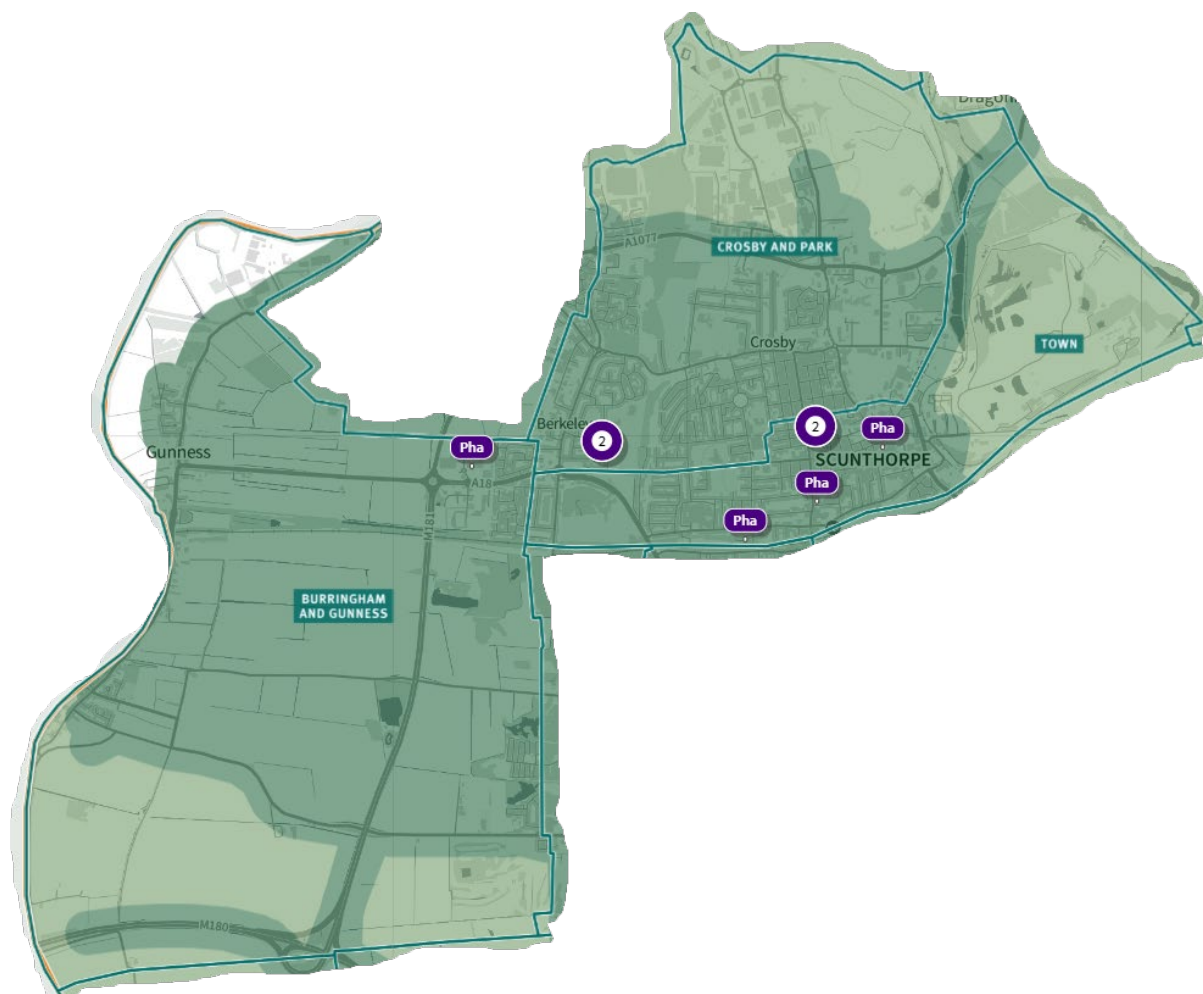 Dragon
CROSBY AND PARK
A1077
TOWN
Crosby
Berkeley
2
2
Pha
Pha
Gunness
SCUNTHORPE
A18
Pha
Pha
M181
BURRINGHAM
AND GUNNESS
M180